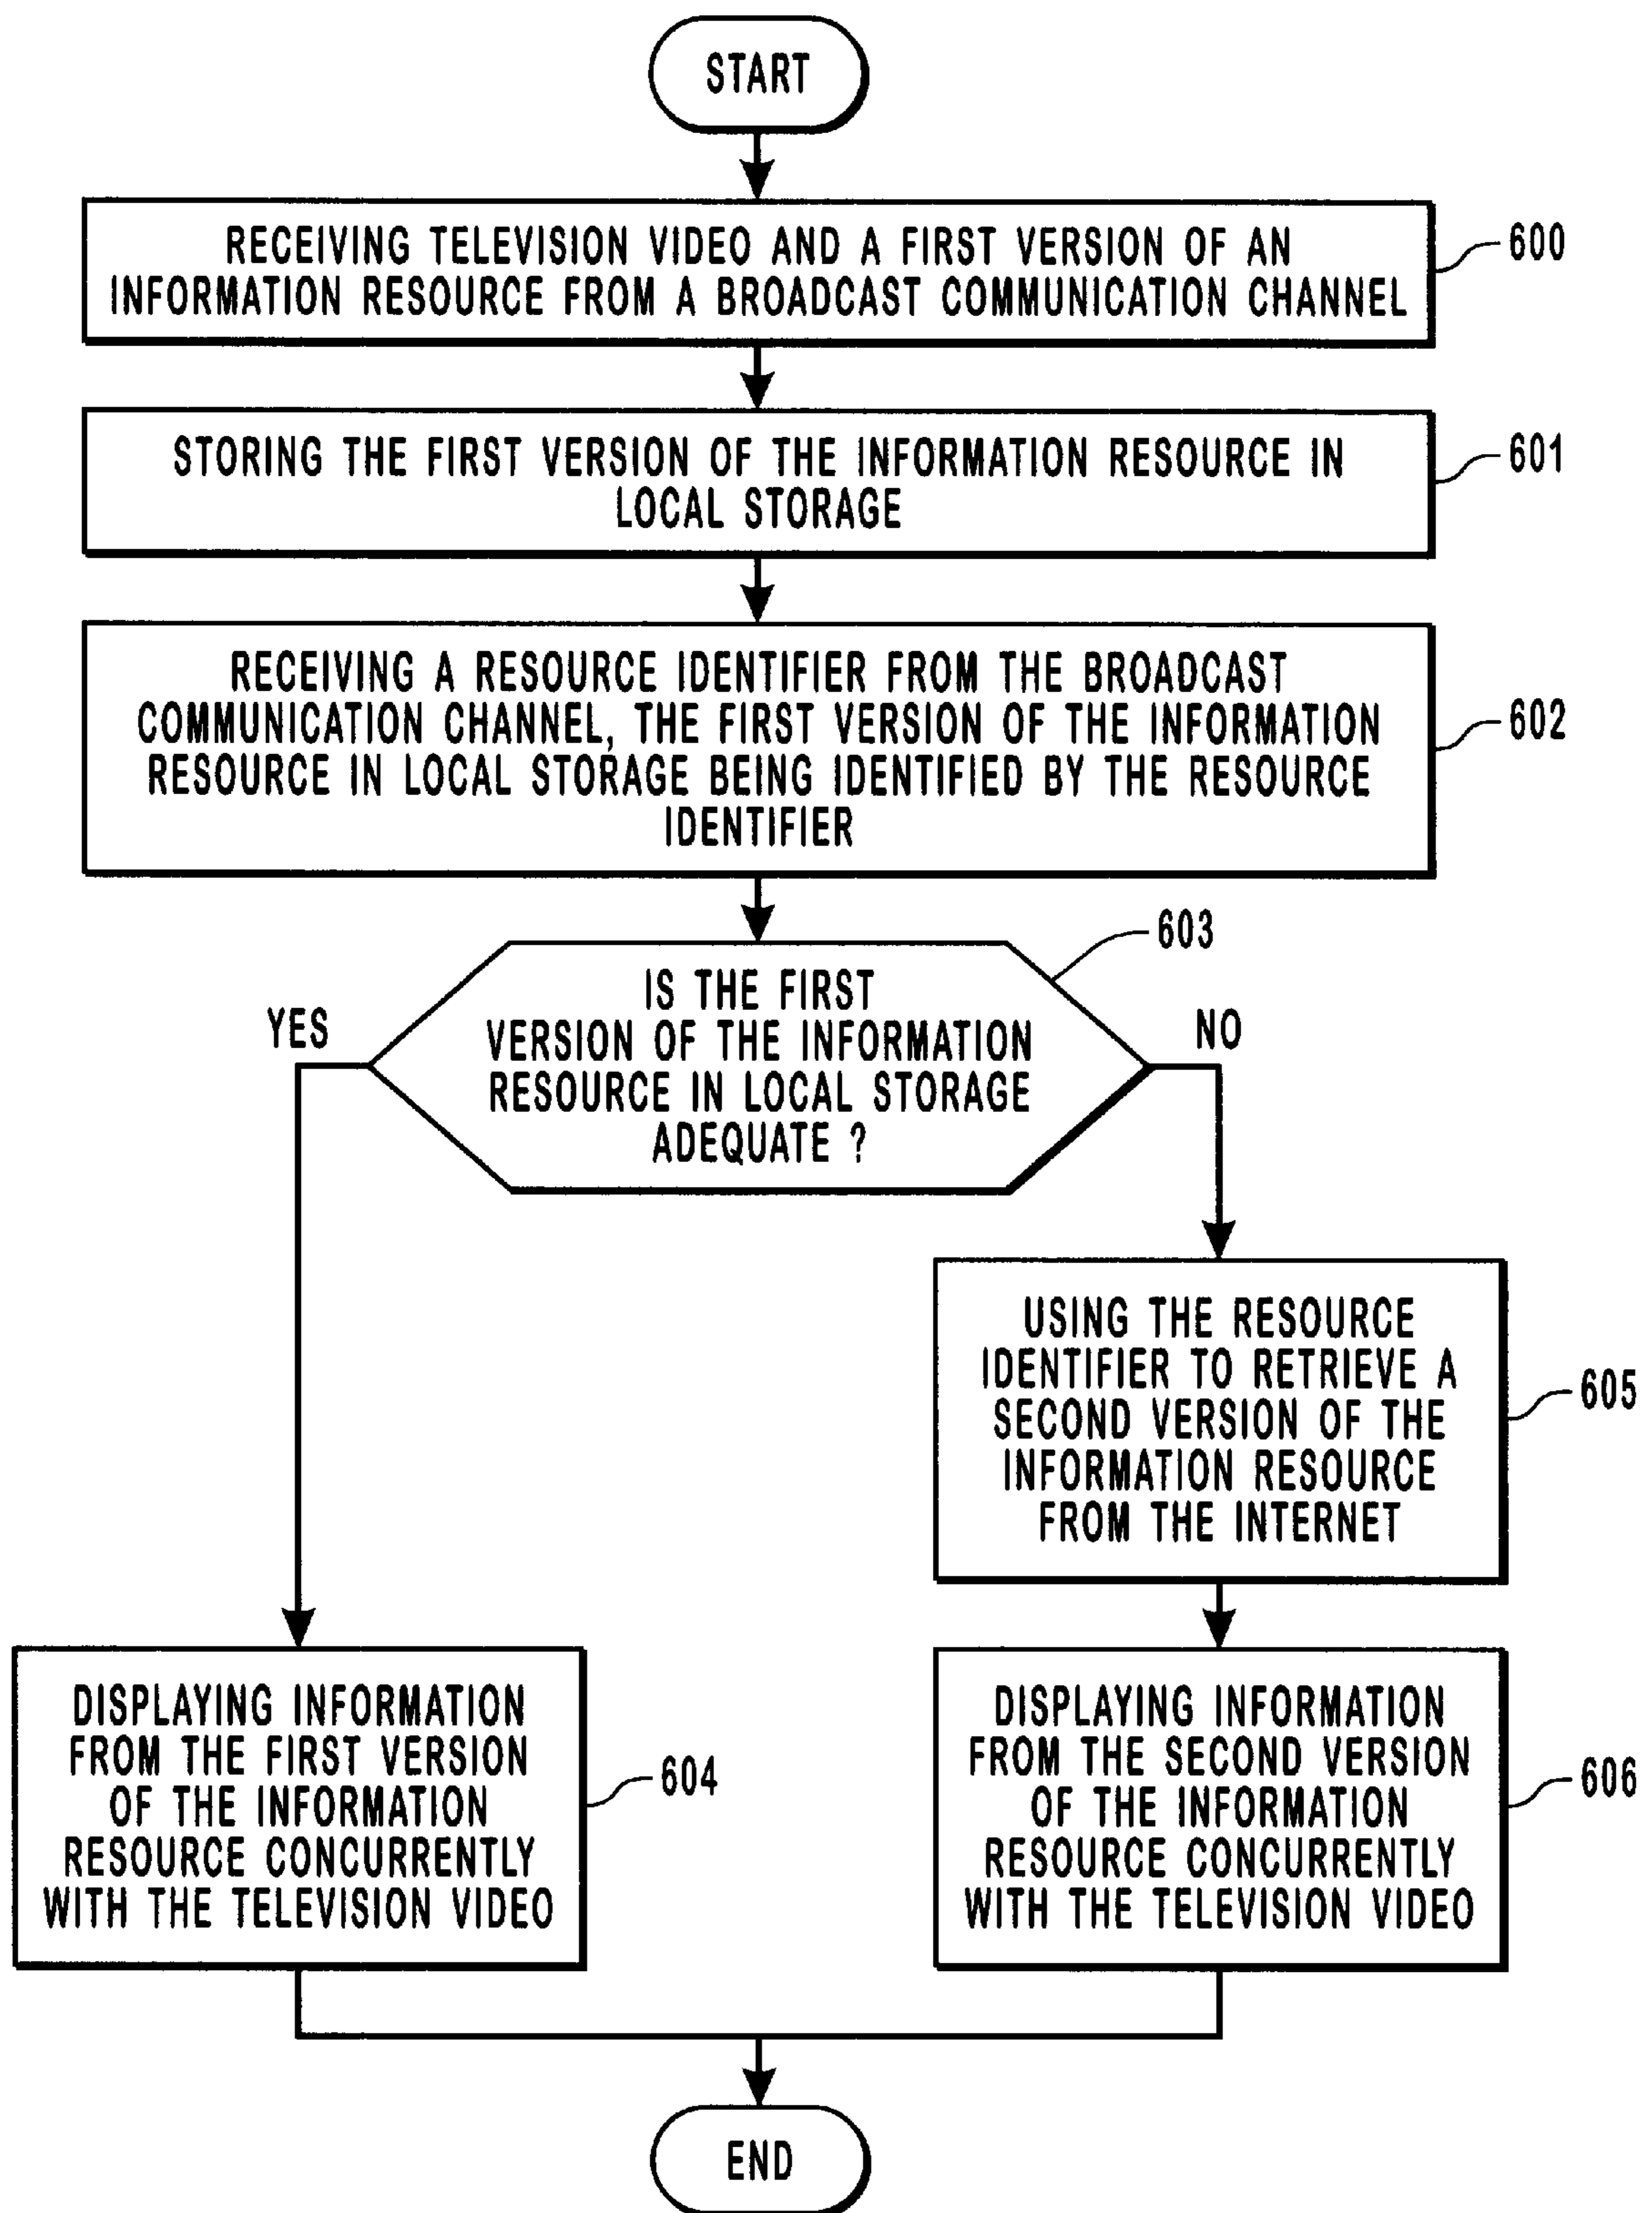 START
RECEIVING TELEVISION VIDEO AND A FIRST VERSION OF AN
INFORMATION RESOURCE FROM A BROADCAST COMMUNICATION CHANNEL
600
STORING THE FIRST VERSION OF THE INFORMATION RESOURCE IN
LOCAL STORAGE
601
RECEIVING A RESOURCE IDENTIFIER FROM THE BROADCAST
COMMUNICATION CHANNEL, THE FIRST VERSION OF THE INFORMATION
RESOURCE IN LOCAL STORAGE BEING IDENTIFIED BY THE RESOURCE
IDENTIFIER
602
603
IS THE FIRST
VERSION OF THE INFORMATION
RESOURCE IN LOCAL STORAGE
ADEQUATE ?
YES
NO
USING THE RESOURCE
IDENTIFIER TO RETRIEVE A
SECOND VERSION OF THE
INFORMATION RESOURCE
FROM THE INTERNET
605
DISPLAYING INFORMATION
FROM THE FIRST VERSION
OF THE INFORMATION
RESOURCE CONCURRENTLY
WITH THE TELEVISION VIDEO
604
DISPLAYING INFORMATION
FROM THE SECOND VERSION
OF THE INFORMATION
RESOURCE CONCURRENTLY
WITH THE TELEVISION VIDEO
606
END